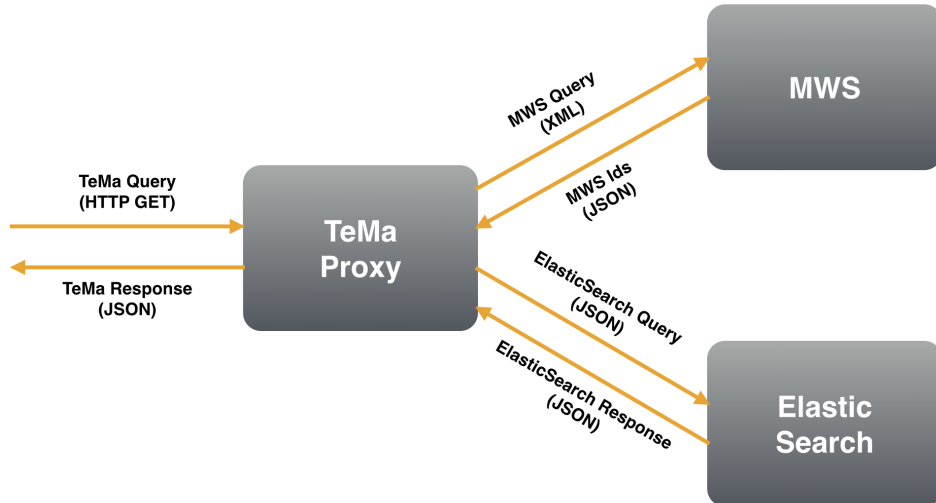 MWS
MWS Query
(XML)
MWS Ids
(JSON)
TeMa Query
(HTTP GET)
TeMa
Proxy
TeMa Response
(JSON)
ElasticSearch Query
(JSON)
ElasticSearch Response
(JSON)
Elastic
Search